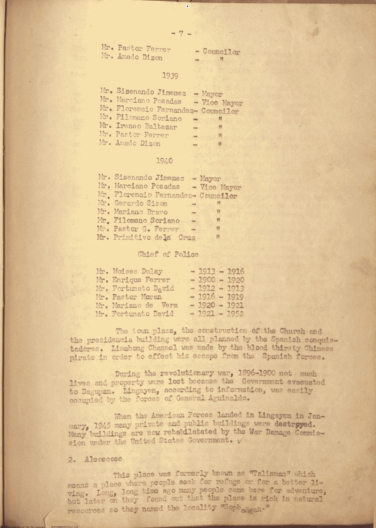 - 7 -
Mr. Pastor Ferrer - Councilor
Mr. Amado Dizon - "
1939
Mr. Sixenando Jimenez - Mayor
Mr. Marciano Posadas - Vice Mayor
Mr. Florencio Fernandez- Councilor
Mr. Filomeno Soriano - "
Mr. Irineo Baltazar - "
Mr. Pastor Ferrer - "
Mr. Amado Dizon - "
1940
Mr. Sixenando Jimenez - Mayor
Mr. Marciano Posadas - Vice Mayor
Mr. Florencio Fernandez- Councilor
Mr. Gerardo Sison - "
Mr. Mariano Bravo - "
Mr. Filomeno Soriano - "
Mr. Pastor Q. Ferrer - "
Mr. Primitivo dela Cruz "
Chief of Police
Mr. Moises Dulay - 1913 - 1916
Mr. Enrique Ferrer - 1900 - 1920
Mr. Fortunato David - 1912 - 1913
Mr. Pastor Moran - 1916 - 1919
Mr. Mariano de Vera - 1920 - 1921
Mr. Fortunato David - 1921 - 1952
The town plaza, the construction of the Church and
the presidencia building were all planned by the Spanish conquis-
tadores. Limahong Channel was made by the blood thirsty Chinese
pirate in order to effect his escape from the Spanish forces.
During the revolutionary war, 1896-1900 not much
lives and property were lost because the Government evacuated
to Dagupan. Lingayen, according to information, was easily
occupied by the forces of General Aguinaldo.
When the American Forces landed in Lingayen in Jan-
uary, 1945 many private and public buildings were destroyed.
Many buildings are now rehabilitated by the War Damage Commis-
sion under the United States Government.
2.
This place was formerly known as "Talisman" which
means a place where people seek for refuge or for a better li-
ving. Long, long time ago many people came here for adventure,
but later on they found out that the place is rich in natural
resources so they named the locality